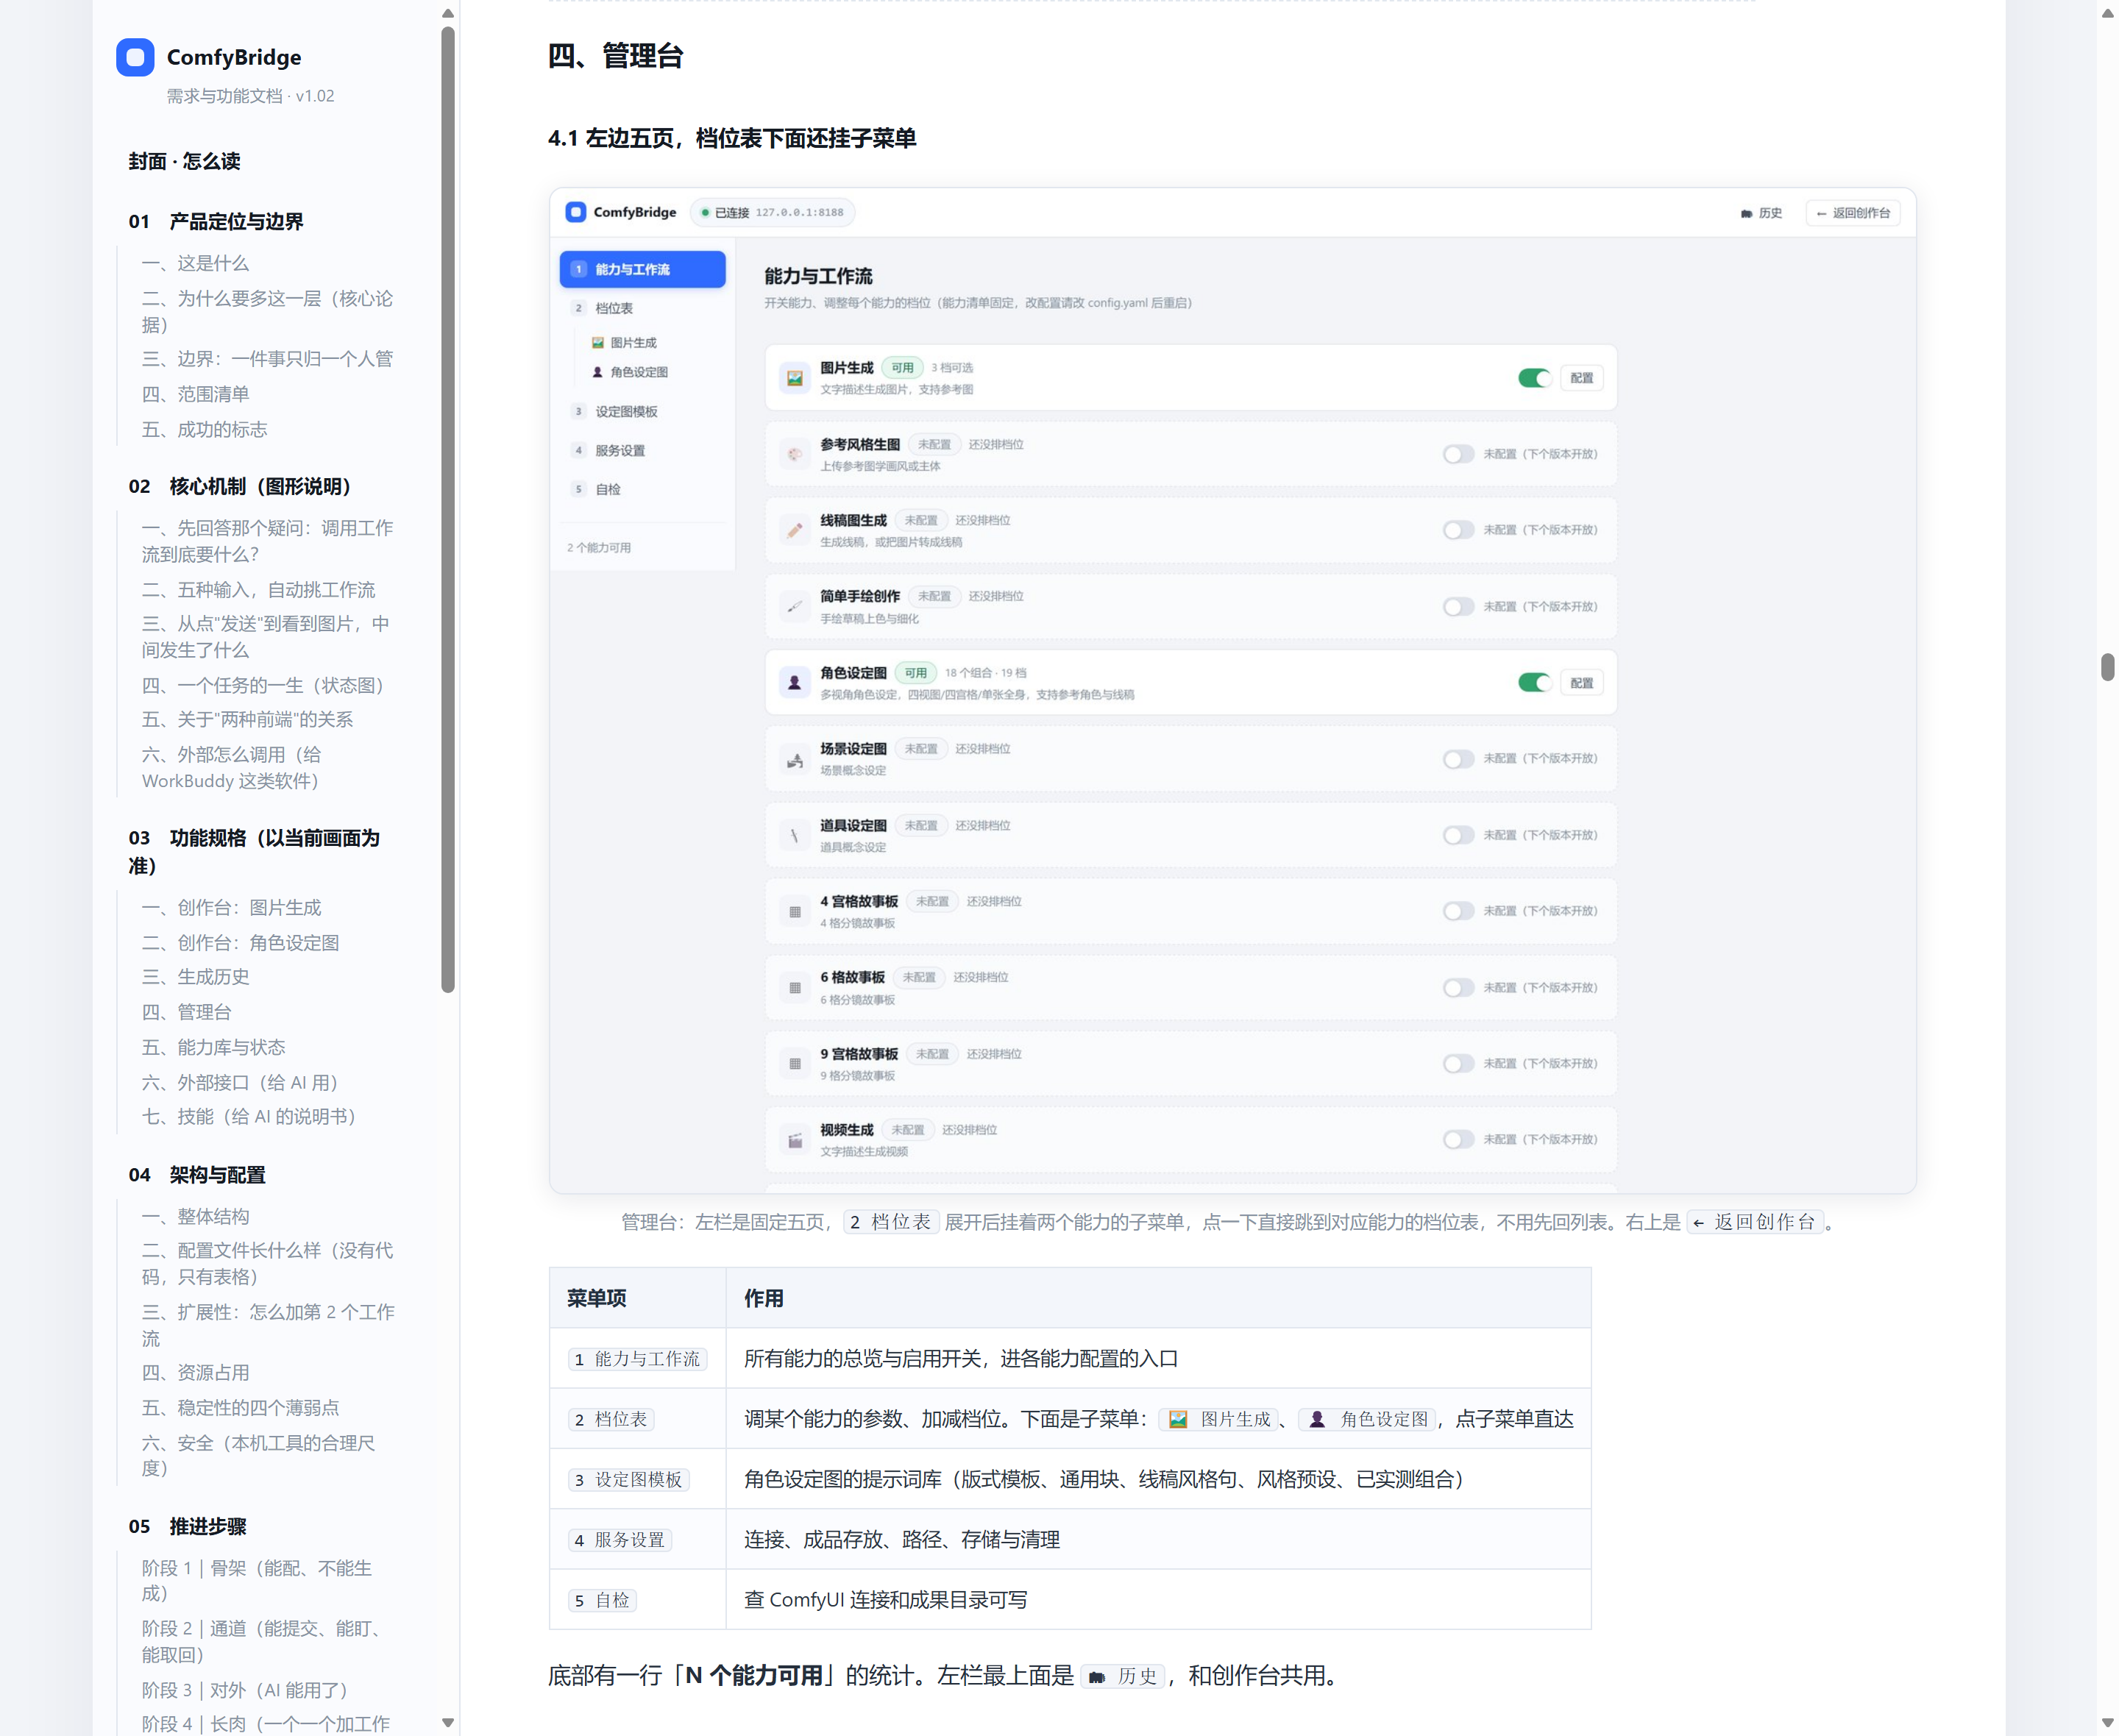 ComfyBridge
需求与功能文档 · v1.02
封面 · 怎么读
01 产品定位与边界
一、这是什么
二、为什么要多这一层（核心论
据）
三、边界：一件事只归一个人管
四、范围清单
五、成功的标志
02 核心机制（图形说明）
一、先回答那个疑问：调用工作
流到底要什么？
二、五种输入，自动挑工作流
三、从点"发送"到看到图片，中
间发生了什么
四、一个任务的一生（状态图）
五、关于"两种前端"的关系
六、外部怎么调用（给
WorkBuddy 这类软件）
03 功能规格（以当前画面为
准）
一、创作台：图片生成
二、创作台：角色设定图
三、生成历史
四、管理台
五、能力库与状态
六、外部接口（给 AI 用）
七、技能（给 AI 的说明书）
04 架构与配置
一、整体结构
二、配置文件长什么样（没有代
码，只有表格）
三、扩展性：怎么加第 2 个工作
流
四、资源占用
五、稳定性的四个薄弱点
六、安全（本机工具的合理尺
度）
05 推进步骤
阶段 1｜骨架（能配、不能生
成）
阶段 2｜通道（能提交、能盯、
能取回）
阶段 3｜对外（AI 能用了）
阶段 4｜长肉（一个一个加工作
四、管理台
4.1 左边五页，档位表下面还挂子菜单
ComfyBridge 已连接 127.0.0.1:8188 历史 ← 返回创作台
1 能力与工作流
2 档位表
图片生成
角色设定图
3 设定图模板
4 服务设置
5 自检
2 个能力可用
能力与工作流
开关能力、调整每个能力的档位（能力清单固定，改配置请改 config.yaml 后重启）
图片生成 可用 3 档可选 配置
文字描述生成图片，支持参考图
参考风格生图 未配置 还没排档位 未配置（下个版本开放）
上传参考图学画风或主体
线稿图生成 未配置 还没排档位 未配置（下个版本开放）
生成线稿，或把图片转成线稿
简单手绘创作 未配置 还没排档位 未配置（下个版本开放）
手绘草稿上色与细化
角色设定图 可用 18 个组合 · 19 档 配置
多视角角色设定，四视图/四宫格/单张全身，支持参考角色与线稿
场景设定图 未配置 还没排档位 未配置（下个版本开放）
场景概念设定
道具设定图 未配置 还没排档位 未配置（下个版本开放）
道具概念设定
4 宫格故事板 未配置 还没排档位 未配置（下个版本开放）
4 格分镜故事板
6 格故事板 未配置 还没排档位 未配置（下个版本开放）
6 格分镜故事板
9 宫格故事板 未配置 还没排档位 未配置（下个版本开放）
9 格分镜故事板
视频生成 未配置 还没排档位 未配置（下个版本开放）
文字描述生成视频
管理台：左栏是固定五页，2 档位表 展开后挂着两个能力的子菜单，点一下直接跳到对应能力的档位表，不用先回列表。右上是 ← 返回创作台。
菜单项 作用
1 能力与工作流 所有能力的总览与启用开关，进各能力配置的入口
2 档位表 调某个能力的参数、加减档位。下面是子菜单：图片生成、角色设定图，点子菜单直达
3 设定图模板 角色设定图的提示词库（版式模板、通用块、线稿风格句、风格预设、已实测组合）
4 服务设置 连接、成品存放、路径、存储与清理
5 自检 查 ComfyUI 连接和成果目录可写
底部有一行「N 个能力可用」的统计。左栏最上面是 历史，和创作台共用。